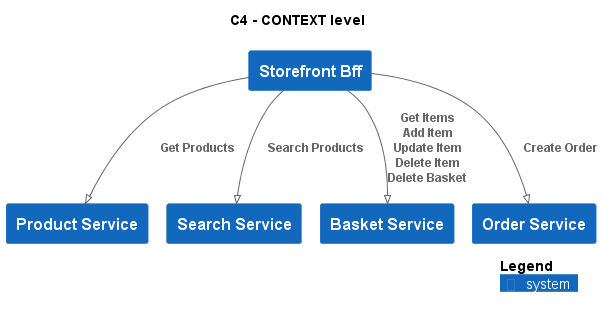 C4 - CONTEXT level
Storefront Bff
Get Products
Search Products
Get Items
Add Item
Update Item
Delete Item
Delete Basket
Create Order
Product Service
Search Service
Basket Service
Order Service
Legend
system